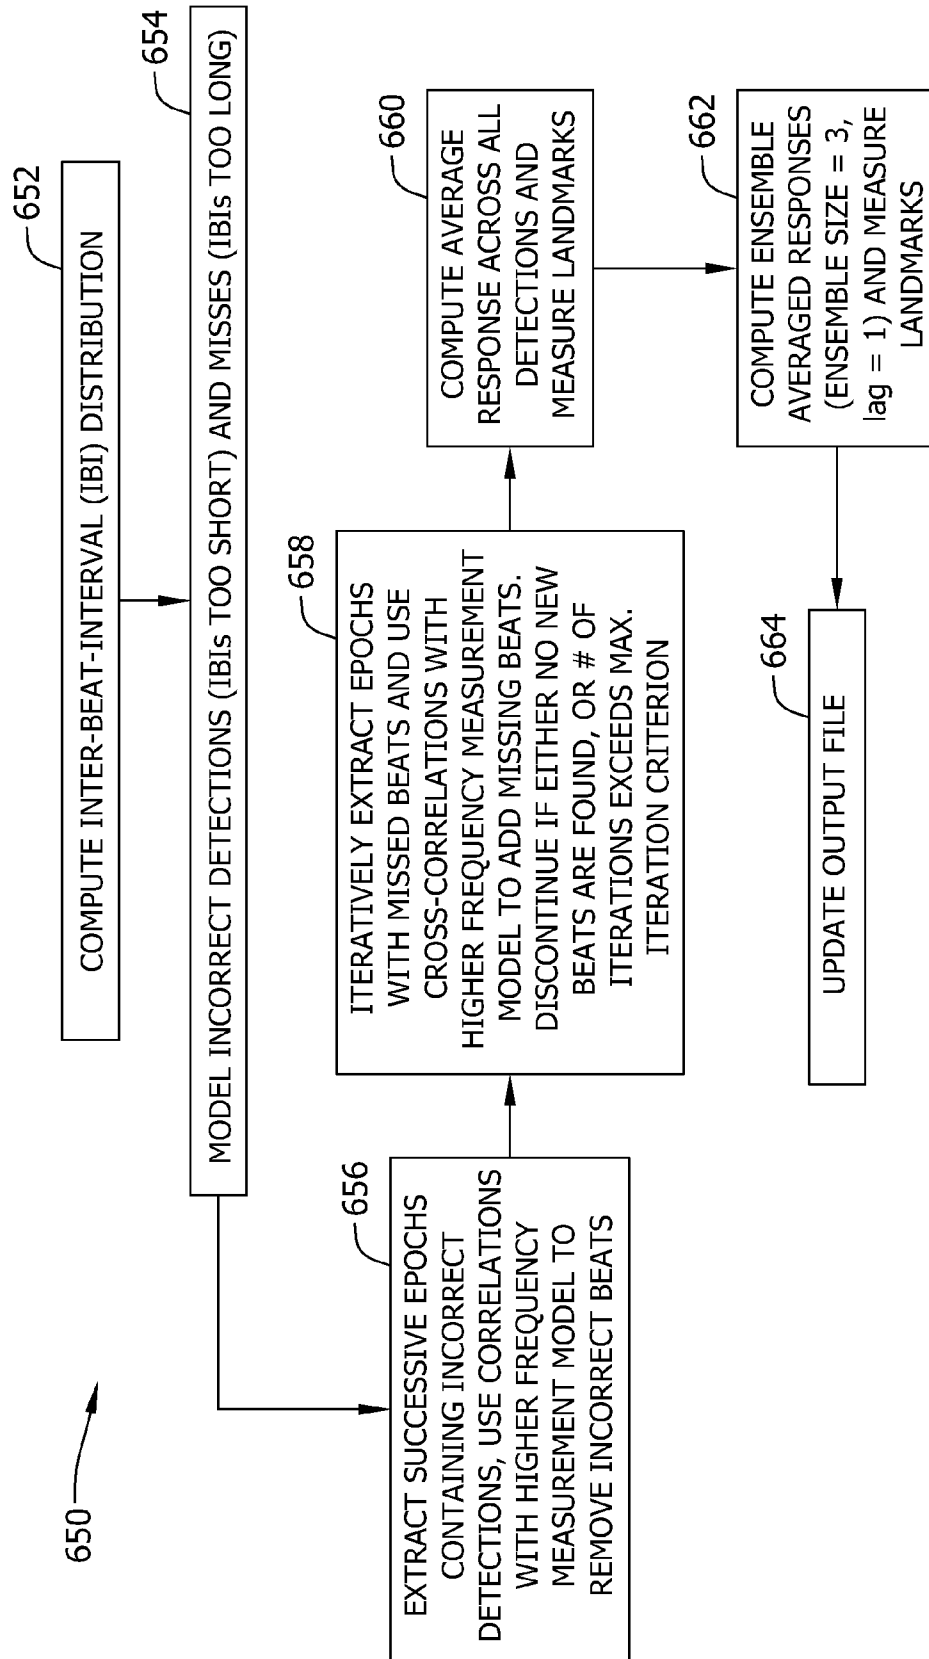 650
652
COMPUTE INTER-BEAT-INTERVAL (IBI) DISTRIBUTION
654
MODEL INCORRECT DETECTIONS (IBIs TOO SHORT) AND MISSES (IBIs TOO LONG)
656
EXTRACT SUCCESSIVE EPOCHS
CONTAINING INCORRECT
DETECTIONS, USE CORRELATIONS
WITH HIGHER FREQUENCY
MEASUREMENT MODEL TO
REMOVE INCORRECT BEATS
658
ITERATIVELY EXTRACT EPOCHS
WITH MISSED BEATS AND USE
CROSS-CORRELATIONS WITH
HIGHER FREQUENCY MEASUREMENT
MODEL TO ADD MISSING BEATS.
DISCONTINUE IF EITHER NO NEW
BEATS ARE FOUND, OR # OF
ITERATIONS EXCEEDS MAX.
ITERATION CRITERION
660
COMPUTE AVERAGE
RESPONSE ACROSS ALL
DETECTIONS AND
MEASURE LANDMARKS
662
COMPUTE ENSEMBLE
AVERAGED RESPONSES
(ENSEMBLE SIZE = 3,
lag = 1) AND MEASURE
LANDMARKS
664
UPDATE OUTPUT FILE